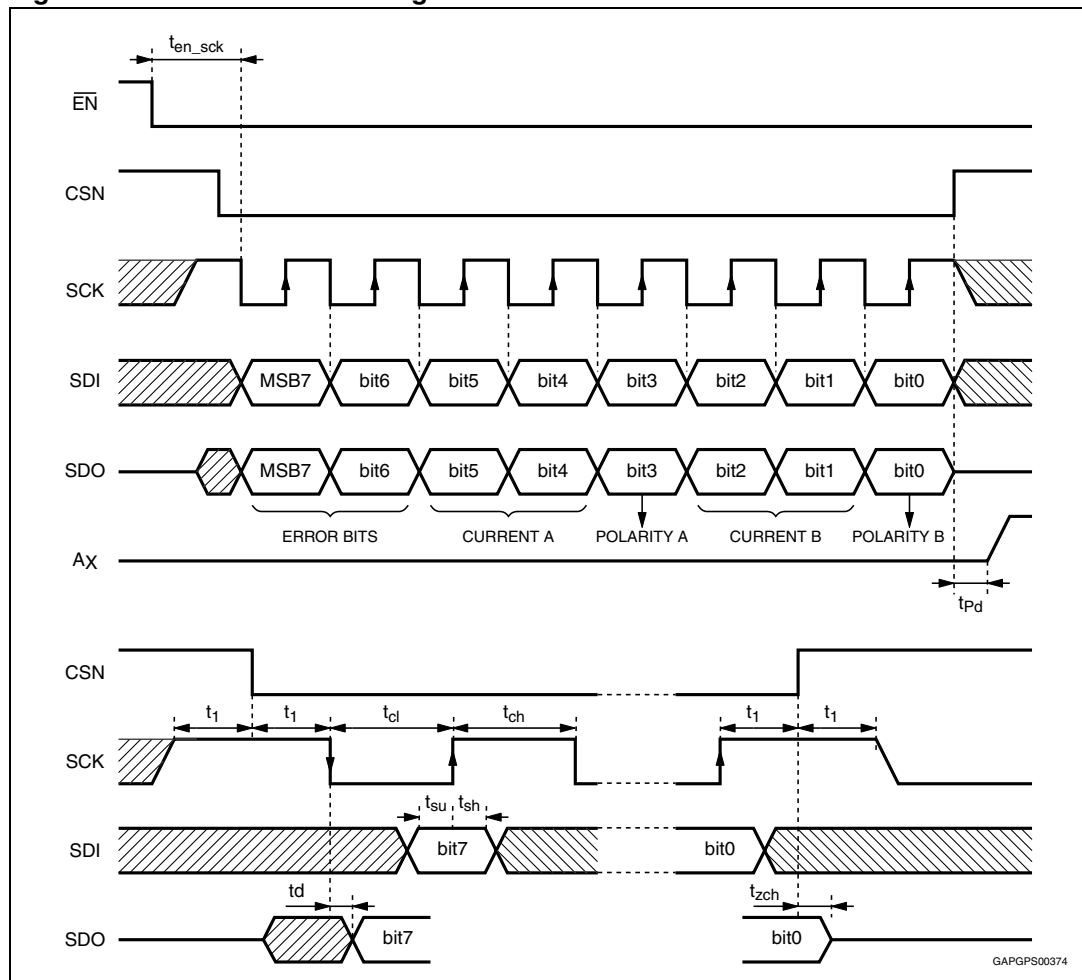 t_en_sck
EN
CSN
SCK
SDI MSB7 bit6 bit5 bit4 bit3 bit2 bit1 bit0
SDO MSB7 bit6 bit5 bit4 bit3 bit2 bit1 bit0
ERROR BITS CURRENT A POLARITY A CURRENT B POLARITY B
AX
tPd
CSN
t1 t1 tcl tch t1 t1
SCK
tsu tsh
SDI bit7 bit0
td tzch
SDO bit7 bit0
GAPGPS00374